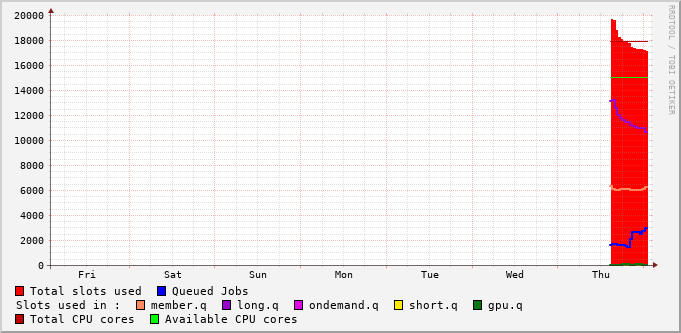 20000
18000
16000
14000
12000
10000
8000
6000
4000
2000
0
Fri Sat Sun Mon Tue Wed Thu
Total slots used Queued Jobs
Slots used in : member.q long.q ondemand.q short.q gpu.q
Total CPU cores Available CPU cores
RRDTOOL / TOBI OETIKER